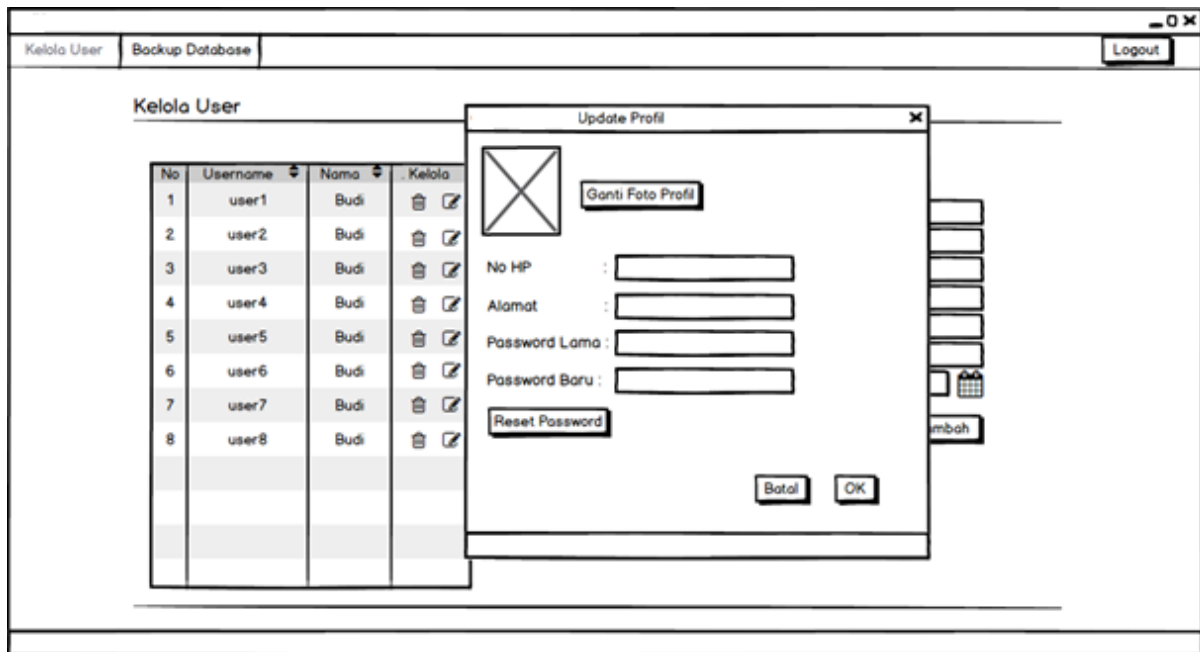 Kelola User
Backup Database
Logout
Kelola User
Update Profil
No Username Nama Kelola
1 user1 Budi
2 user2 Budi
3 user3 Budi
4 user4 Budi
5 user5 Budi
6 user6 Budi
7 user7 Budi
8 user8 Budi
Ganti Foto Profil
No HP :
Alamat :
Password Lama :
Password Baru :
Reset Password
Batal
OK
mbah